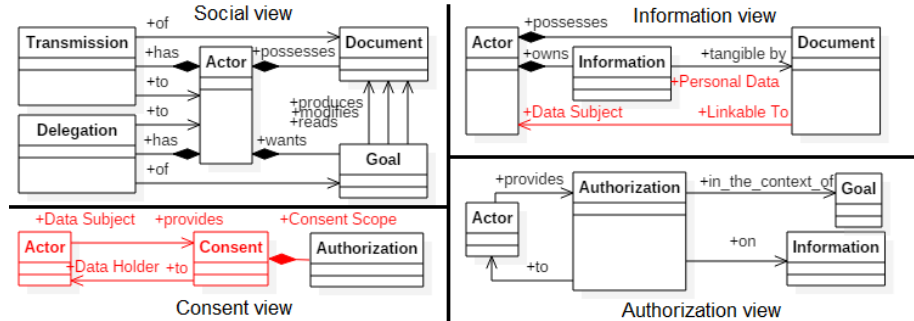 Social view
+of
Transmission
+has
Actor
+possesses
Document
+to
+to
Delegation
+has
+of
+produces
+modifies
+reads
+wants
Goal
Information view
+possesses
Actor
Document
+owns
Information
+tangible by
+Personal Data
+Data Subject
+Linkable To
+Data Subject
+provides
+Consent Scope
Actor
Consent
Authorization
+Data Holder
+to
Consent view
+provides
Authorization
+in_the_context_of
Goal
Actor
+on
Information
+to
Authorization view